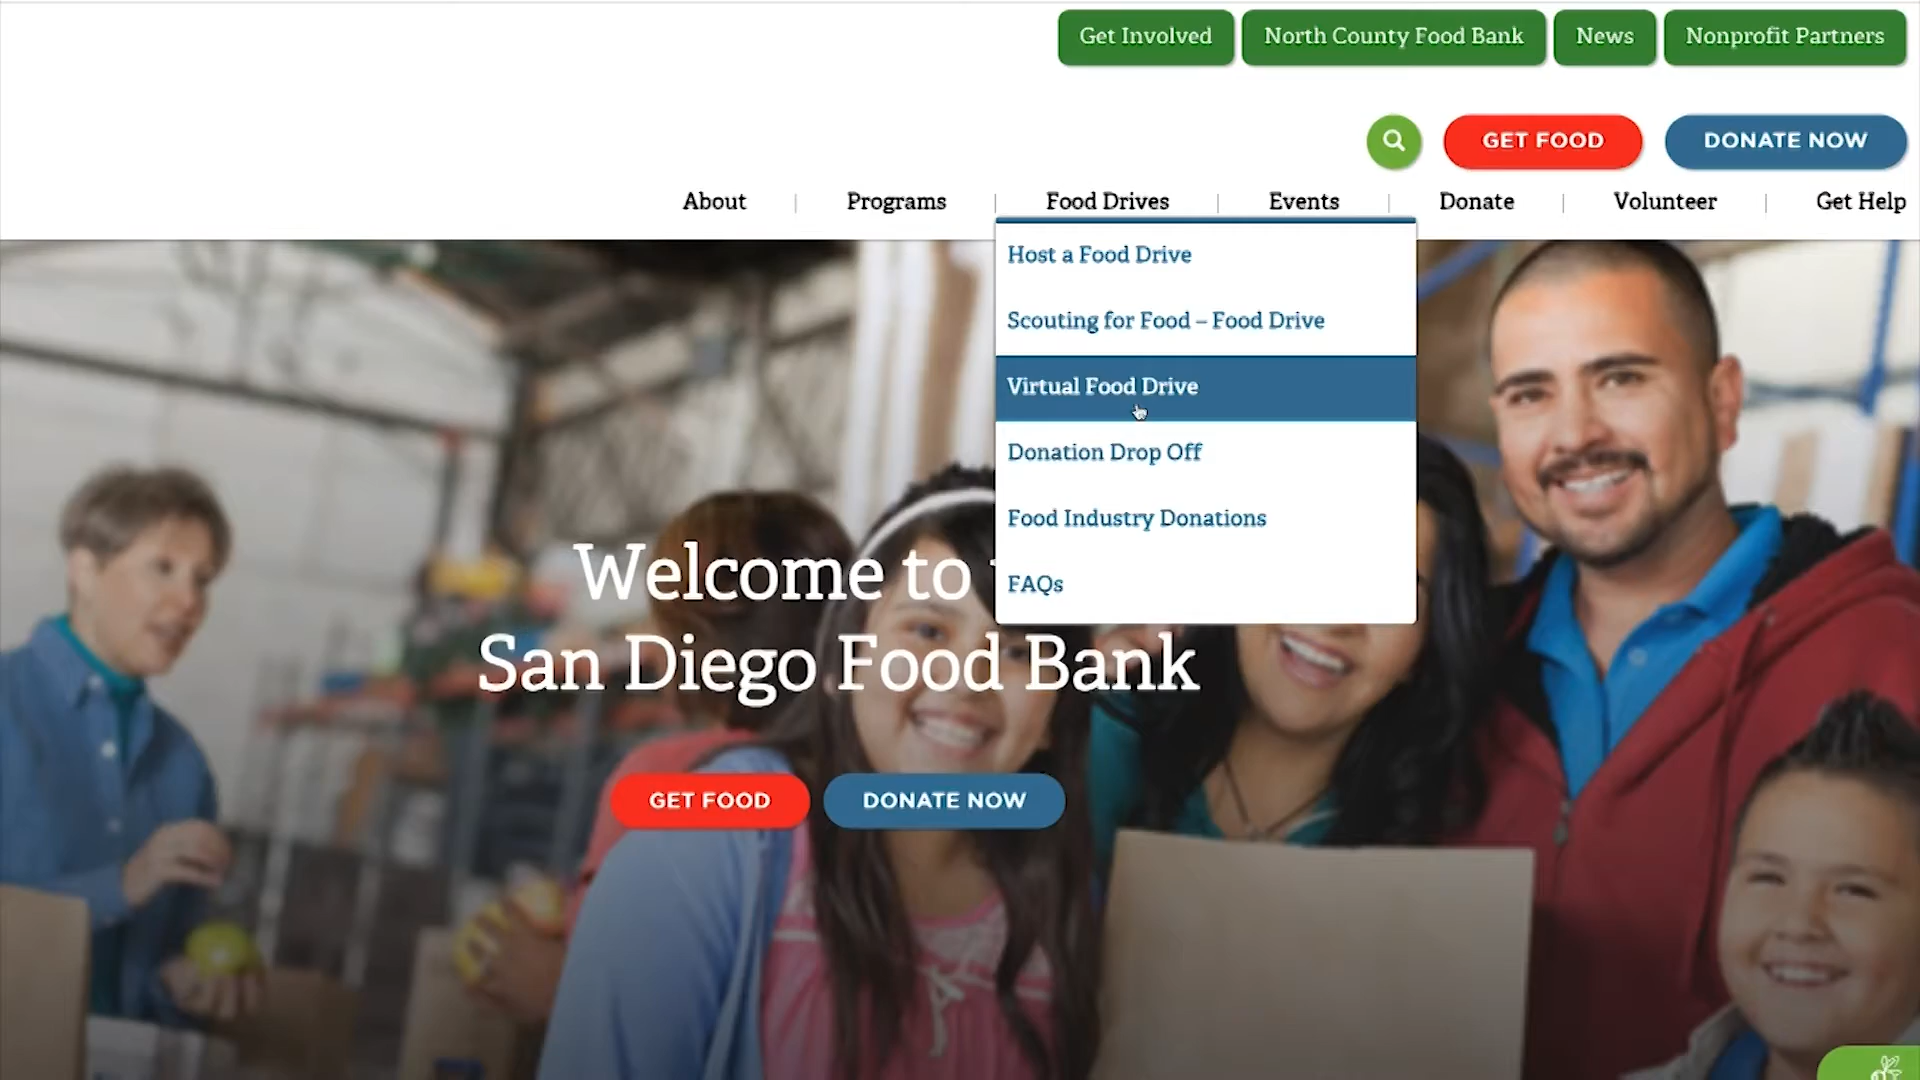 Get Involved
North County Food Bank
News
Nonprofit Partners
GET FOOD
DONATE NOW
About
Programs
Food Drives
Events
Donate
Volunteer
Get Help
Host a Food Drive
Scouting for Food – Food Drive
Virtual Food Drive
Donation Drop Off
Food Industry Donations
FAQs
Welcome to
San Diego Food Bank
GET FOOD
DONATE NOW